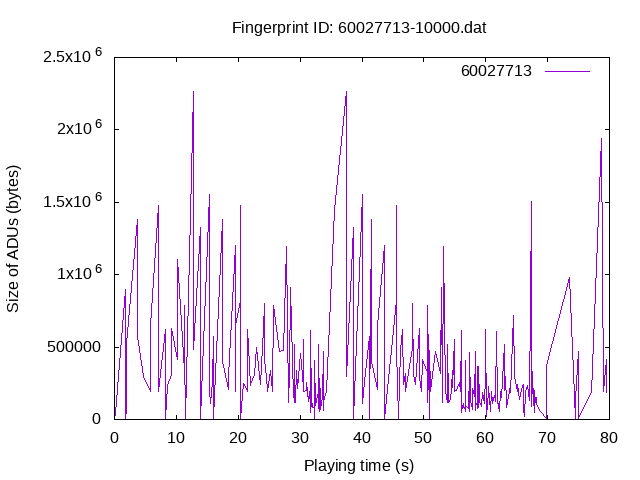 Fingerprint ID: 60027713-10000.dat
2.5x10 6
60027713
2x10 6
1.5x10 6
1x10 6
500000
0
Size of ADUs (bytes)
0 10 20 30 40 50 60 70 80
Playing time (s)